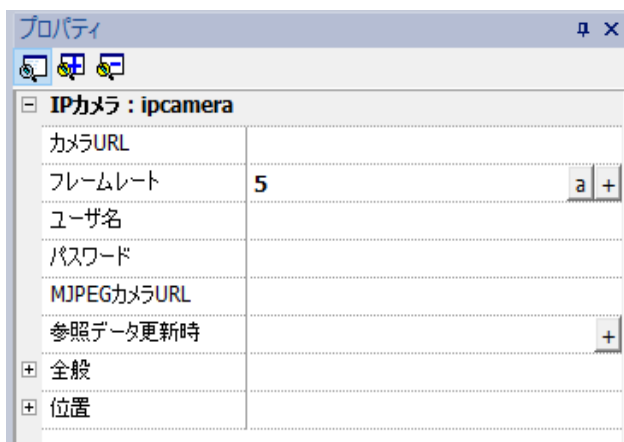 プロパティ
IPカメラ : ipcamera
カメラURL
フレームレート 5 a +
ユーザ名
パスワード
MJPEGカメラURL
参照データ更新時 +
全般
位置